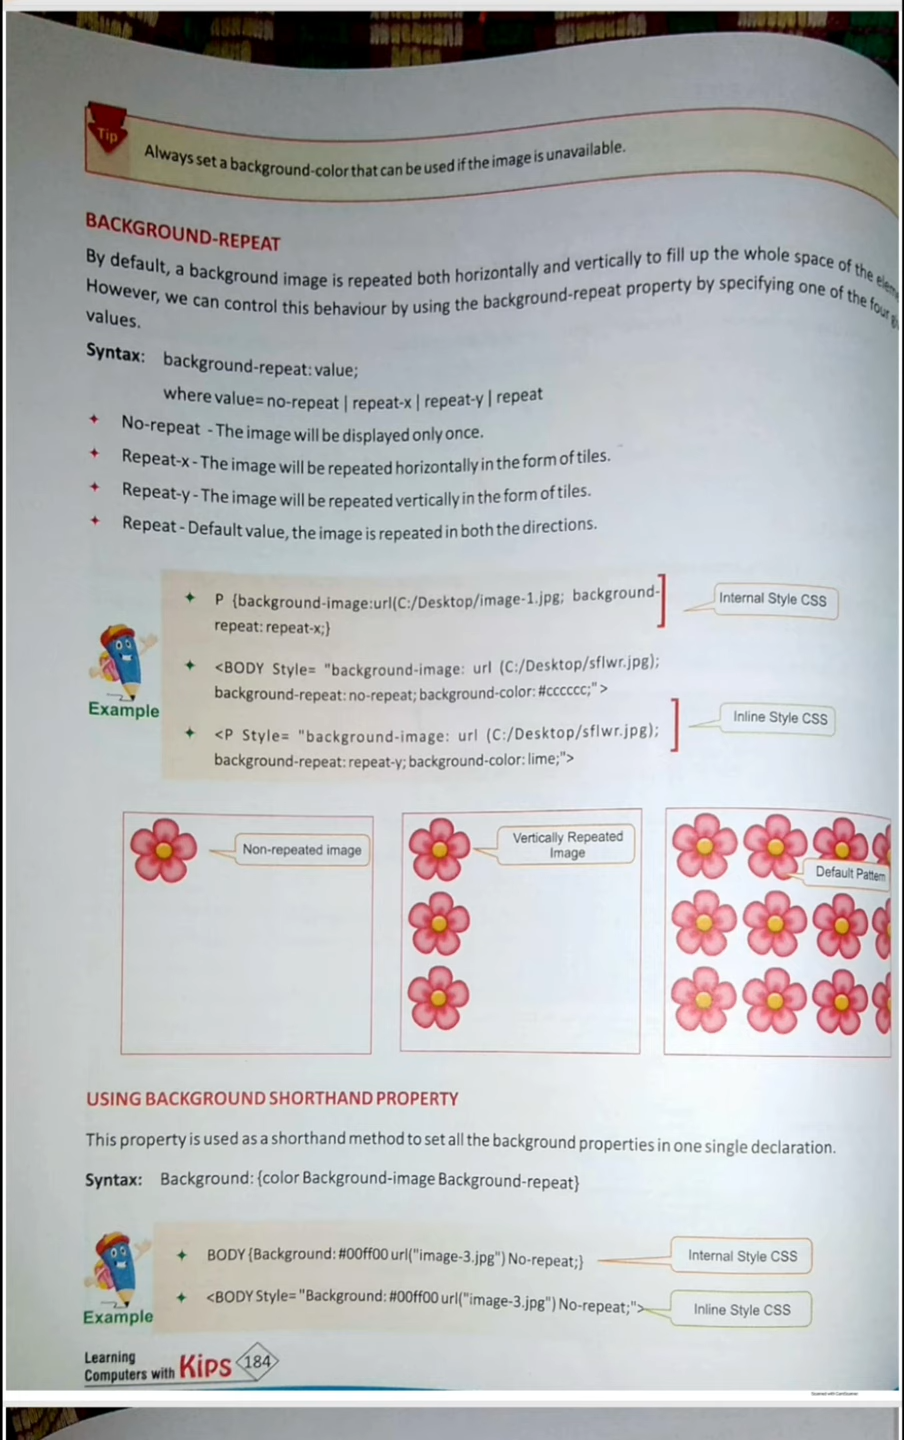 Tip
Always set a background-color that can be used if the image is unavailable.
BACKGROUND-REPEAT
By default, a background image is repeated both horizontally and vertically to fill up the whole space of the
However, we can control this behaviour by using the background-repeat property by specifying one of the four
values.
Syntax: background-repeat: value;
where value= no-repeat | repeat-x | repeat-y | repeat
No-repeat - The image will be displayed only once.
Repeat-x - The image will be repeated horizontally in the form of tiles.
Repeat-y - The image will be repeated vertically in the form of tiles.
Repeat - Default value, the image is repeated in both the directions.
Example
P {background-image:url(C:/Desktop/image-1.jpg; background-
repeat: repeat-x;}
Internal Style CSS
<BODY Style= "background-image: url (C:/Desktop/sflwr.jpg);
background-repeat: no-repeat; background-color: #cccccc;" >
<P Style= "background-image: url (C:/Desktop/sflwr.jpg);
background-repeat: repeat-y; background-color: lime;">
Inline Style CSS
Non-repeated image
Vertically Repeated
Image
Default Pattern
USING BACKGROUND SHORTHAND PROPERTY
This property is used as a shorthand method to set all the background properties in one single declaration.
Syntax: Background: {color Background-image Background-repeat}
Example
BODY {Background: #00ff00 url("image-3.jpg") No-repeat;}
Internal Style CSS
<BODY Style= "Background: #00ff00 url("image-3.jpg") No-repeat;">
Inline Style CSS
Learning
Computers with Kips 184
Scanned with CamScanner